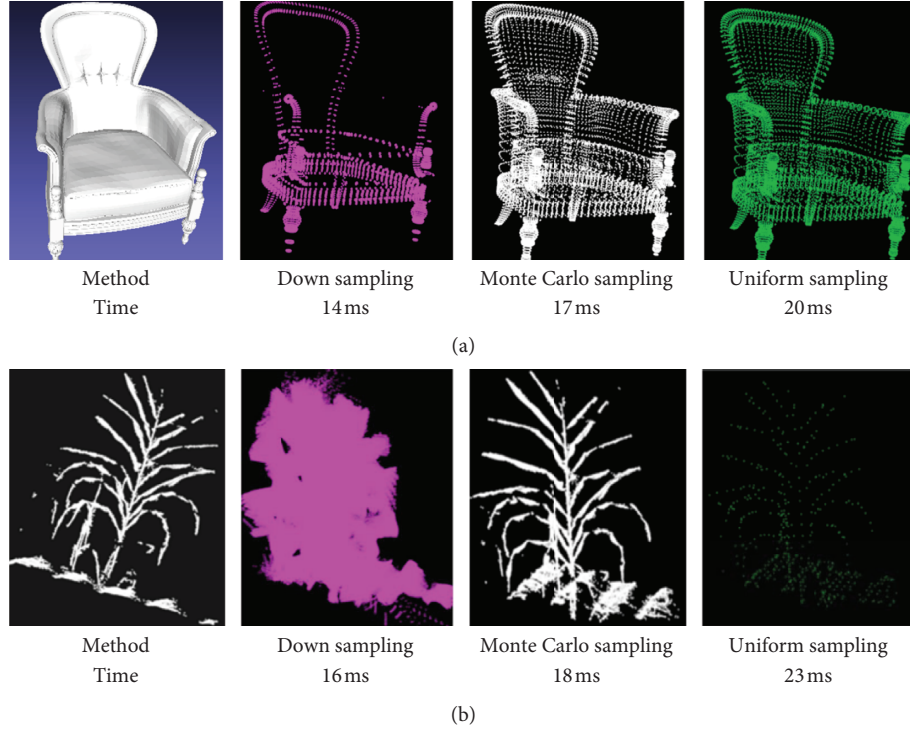 Method Down sampling Monte Carlo sampling Uniform sampling
Time 14 ms 17 ms 20 ms
(a)
Method Down sampling Monte Carlo sampling Uniform sampling
Time 16 ms 18 ms 23 ms
(b)